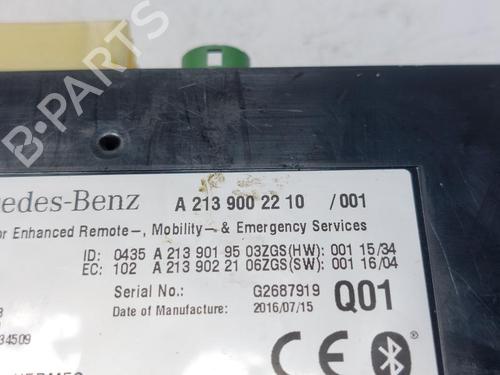 B-PARTS
edes-Benz A 213 900 22 10 /001
or Enhanced Remote–, Mobility– & Emergency Services
ID: 0435 A 213 901 95 03ZGS(HW): 001 15/34
EC: 102 A 213 902 21 06ZGS(SW): 001 16/04
Serial No.: G2687919 Q01
Date of Manufacture: 2016/07/15
34509
CE